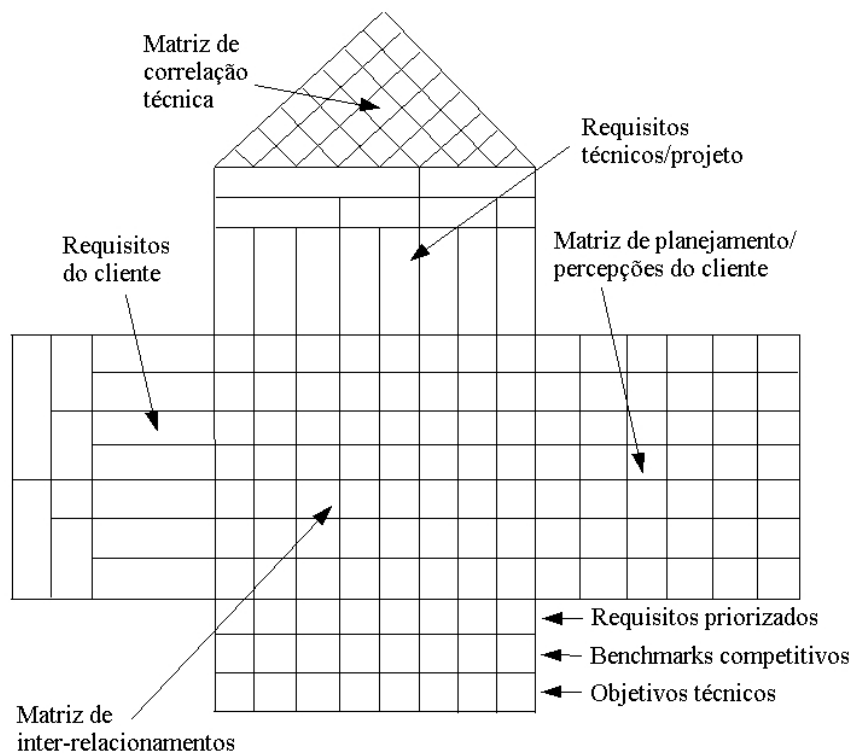 Matriz de
correlação
técnica
Requisitos
técnicos/projeto
Requisitos
do cliente
Matriz de planejamento/
percepções do cliente
Requisitos priorizados
Benchmarks competitivos
Objetivos técnicos
Matriz de
inter-relacionamentos